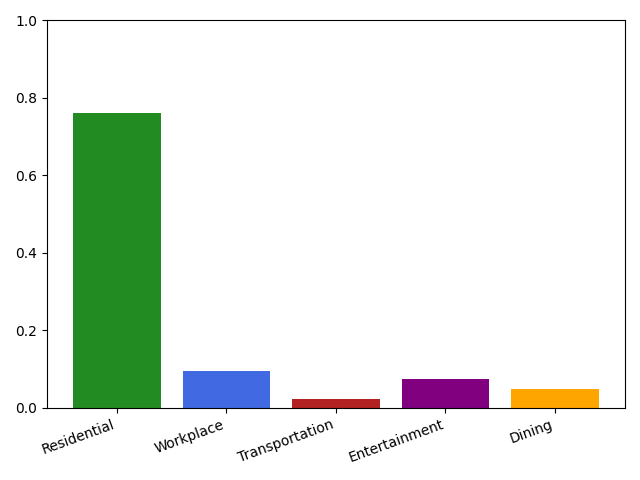 1.0
0.8
0.6
0.4
0.2
0.0
Residential
Workplace
Transportation
Entertainment
Dining